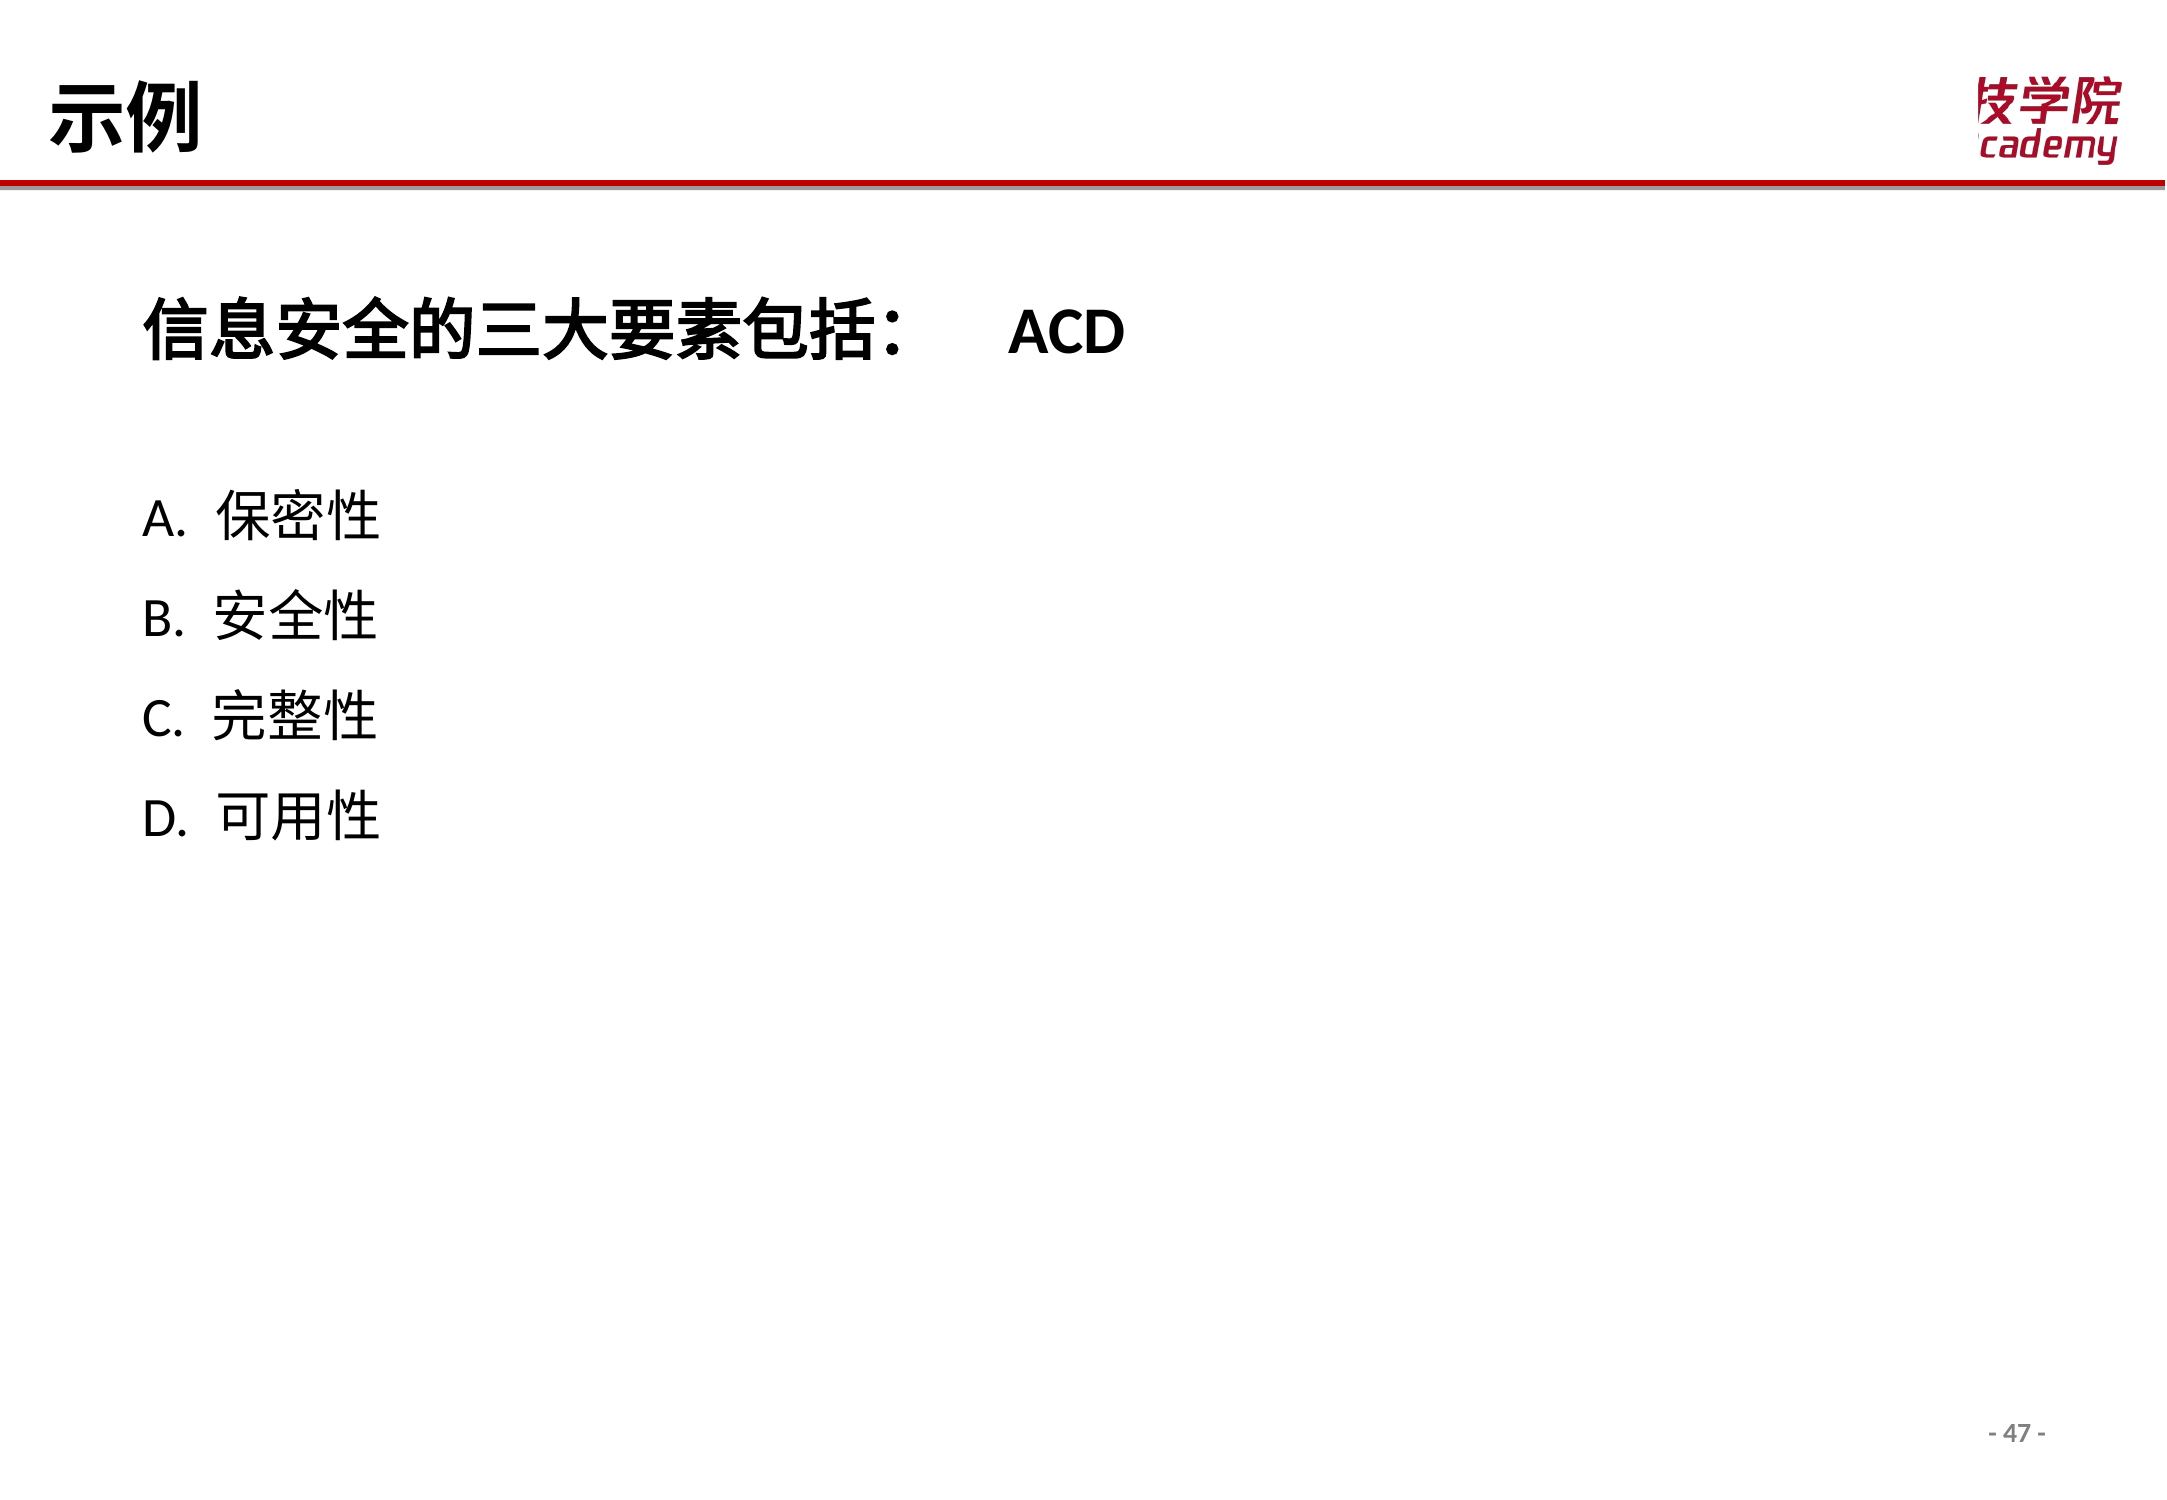 示例
技学院
cademy
信息安全的三大要素包括： ACD
A. 保密性
B. 安全性
C. 完整性
D. 可用性
- 47 -